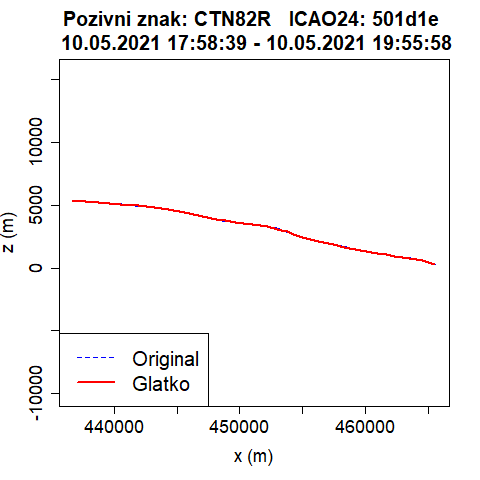 Pozivni znak: CTN82R   ICAO24: 501d1e
10.05.2021 17:58:39 - 10.05.2021 19:55:58
z (m)
10000
5000
0
-10000
Original
Glatko
440000
450000
460000
x (m)